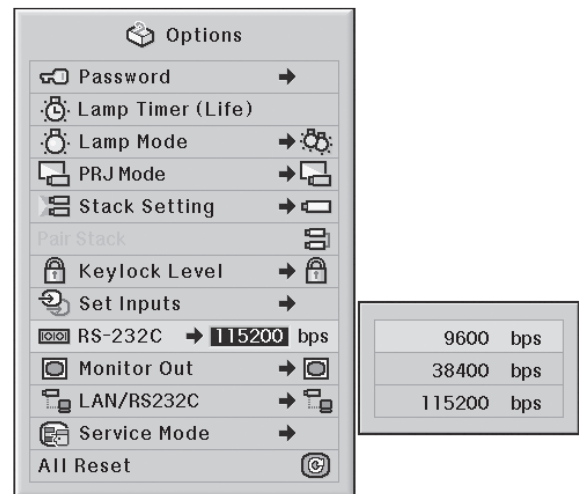 Options
Password
Lamp Timer (Life)
Lamp Mode
PRJ Mode
Stack Setting
Pair Stack
Keylock Level
Set Inputs
RS-232C 115200 bps
Monitor Out
LAN/RS232C
Service Mode
All Reset
9600 bps
38400 bps
115200 bps